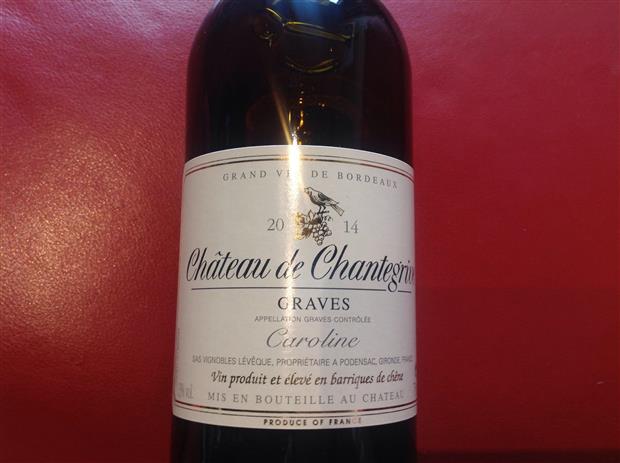 GRAND VIN DE BORDEAUX
20 14
Château de Chantegrive
GRAVES
APPELLATION GRAVES CONTRÔLÉE
Caroline
SAS VIGNOBLES LÉVÊQUE, PROPRIÉTAIRE A PODENSAC, GIRONDE, FRANCE
Vin produit et élevé en barriques de chêne
MIS EN BOUTEILLE AU CHATEAU
PRODUCE OF FRANCE